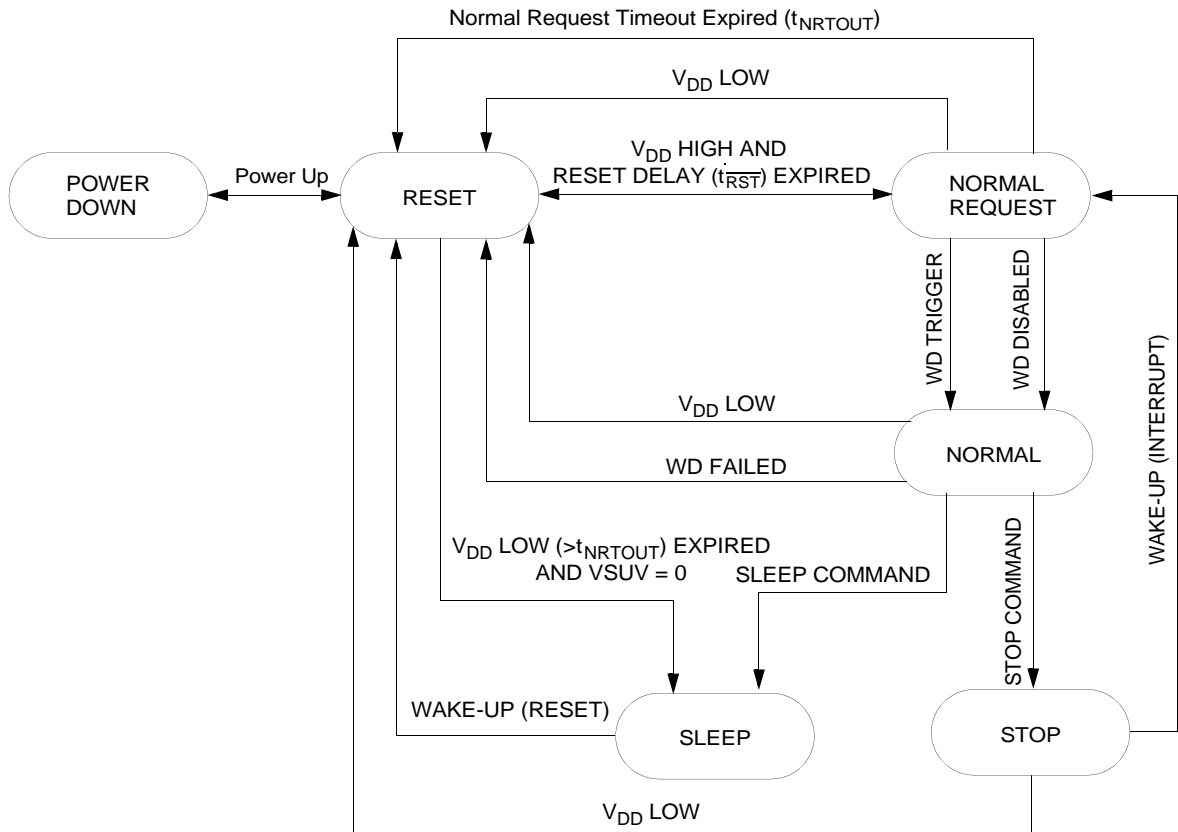 Normal Request Timeout Expired (tNRTOUT)
VDD LOW
VDD HIGH AND
RESET DELAY (tRST) EXPIRED
POWER
DOWN
Power Up
RESET
NORMAL
REQUEST
WD TRIGGER
WD DISABLED
WAKE-UP (INTERRUPT)
VDD LOW
NORMAL
WD FAILED
VDD LOW (>tNRTOUT) EXPIRED
AND VSUV = 0
SLEEP COMMAND
STOP COMMAND
WAKE-UP (RESET)
SLEEP
STOP
VDD LOW